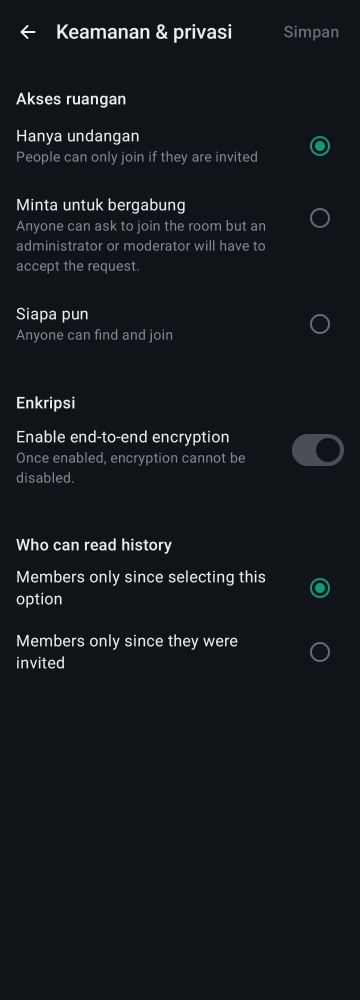 Keamanan & privasi
Simpan
Akses ruangan
Hanya undangan
People can only join if they are invited
Minta untuk bergabung
Anyone can ask to join the room but an
administrator or moderator will have to
accept the request.
Siapa pun
Anyone can find and join
Enkripsi
Enable end-to-end encryption
Once enabled, encryption cannot be
disabled.
Who can read history
Members only since selecting this
option
Members only since they were
invited